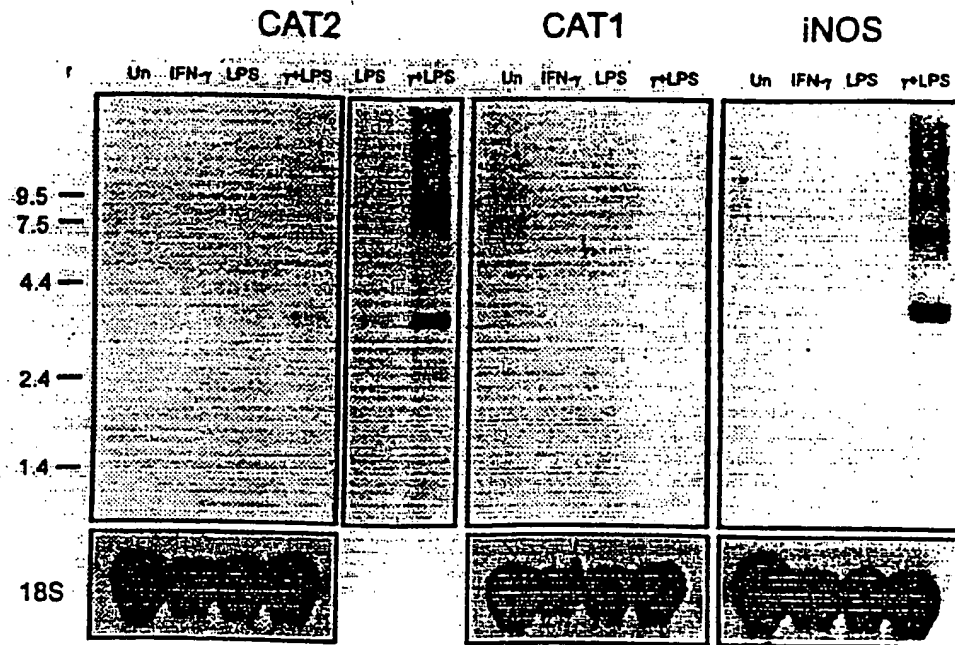 CAT2 CAT1 iNOS
r Un IFN-γ LPS γ+LPS LPS γ+LPS Un IFN-γ LPS γ+LPS Un IFN-γ LPS γ+LPS
9.5
7.5
4.4
2.4
1.4
18S